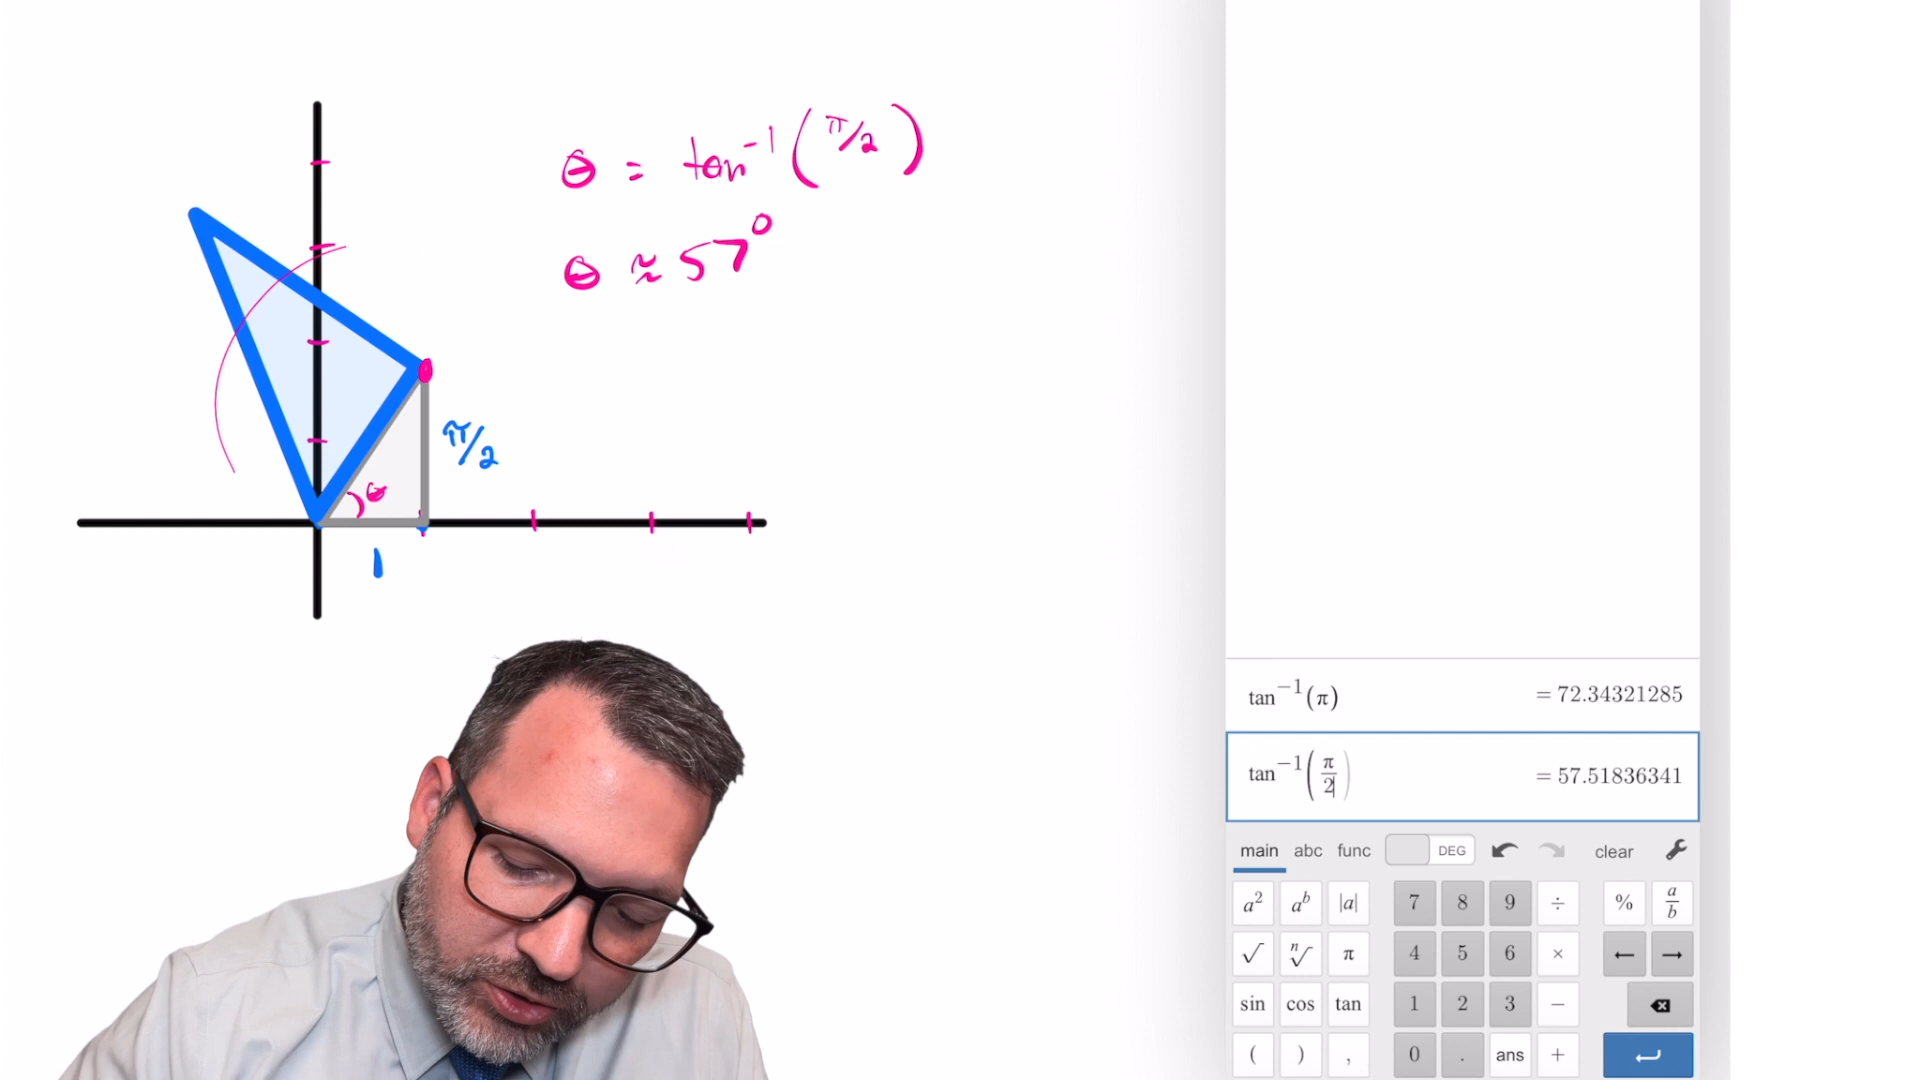 θ = tan⁻¹(π/2)
θ ≈ 57°
π/2
θ
1
tan⁻¹(π) = 72.34321285
tan⁻¹(π/2) = 57.51836341
main abc func DEG clear
a² aᵇ |a| 7 8 9 ÷ % a/b
√ ⁿ√ π 4 5 6 × ← →
sin cos tan 1 2 3 −
( ) , 0 . ans +